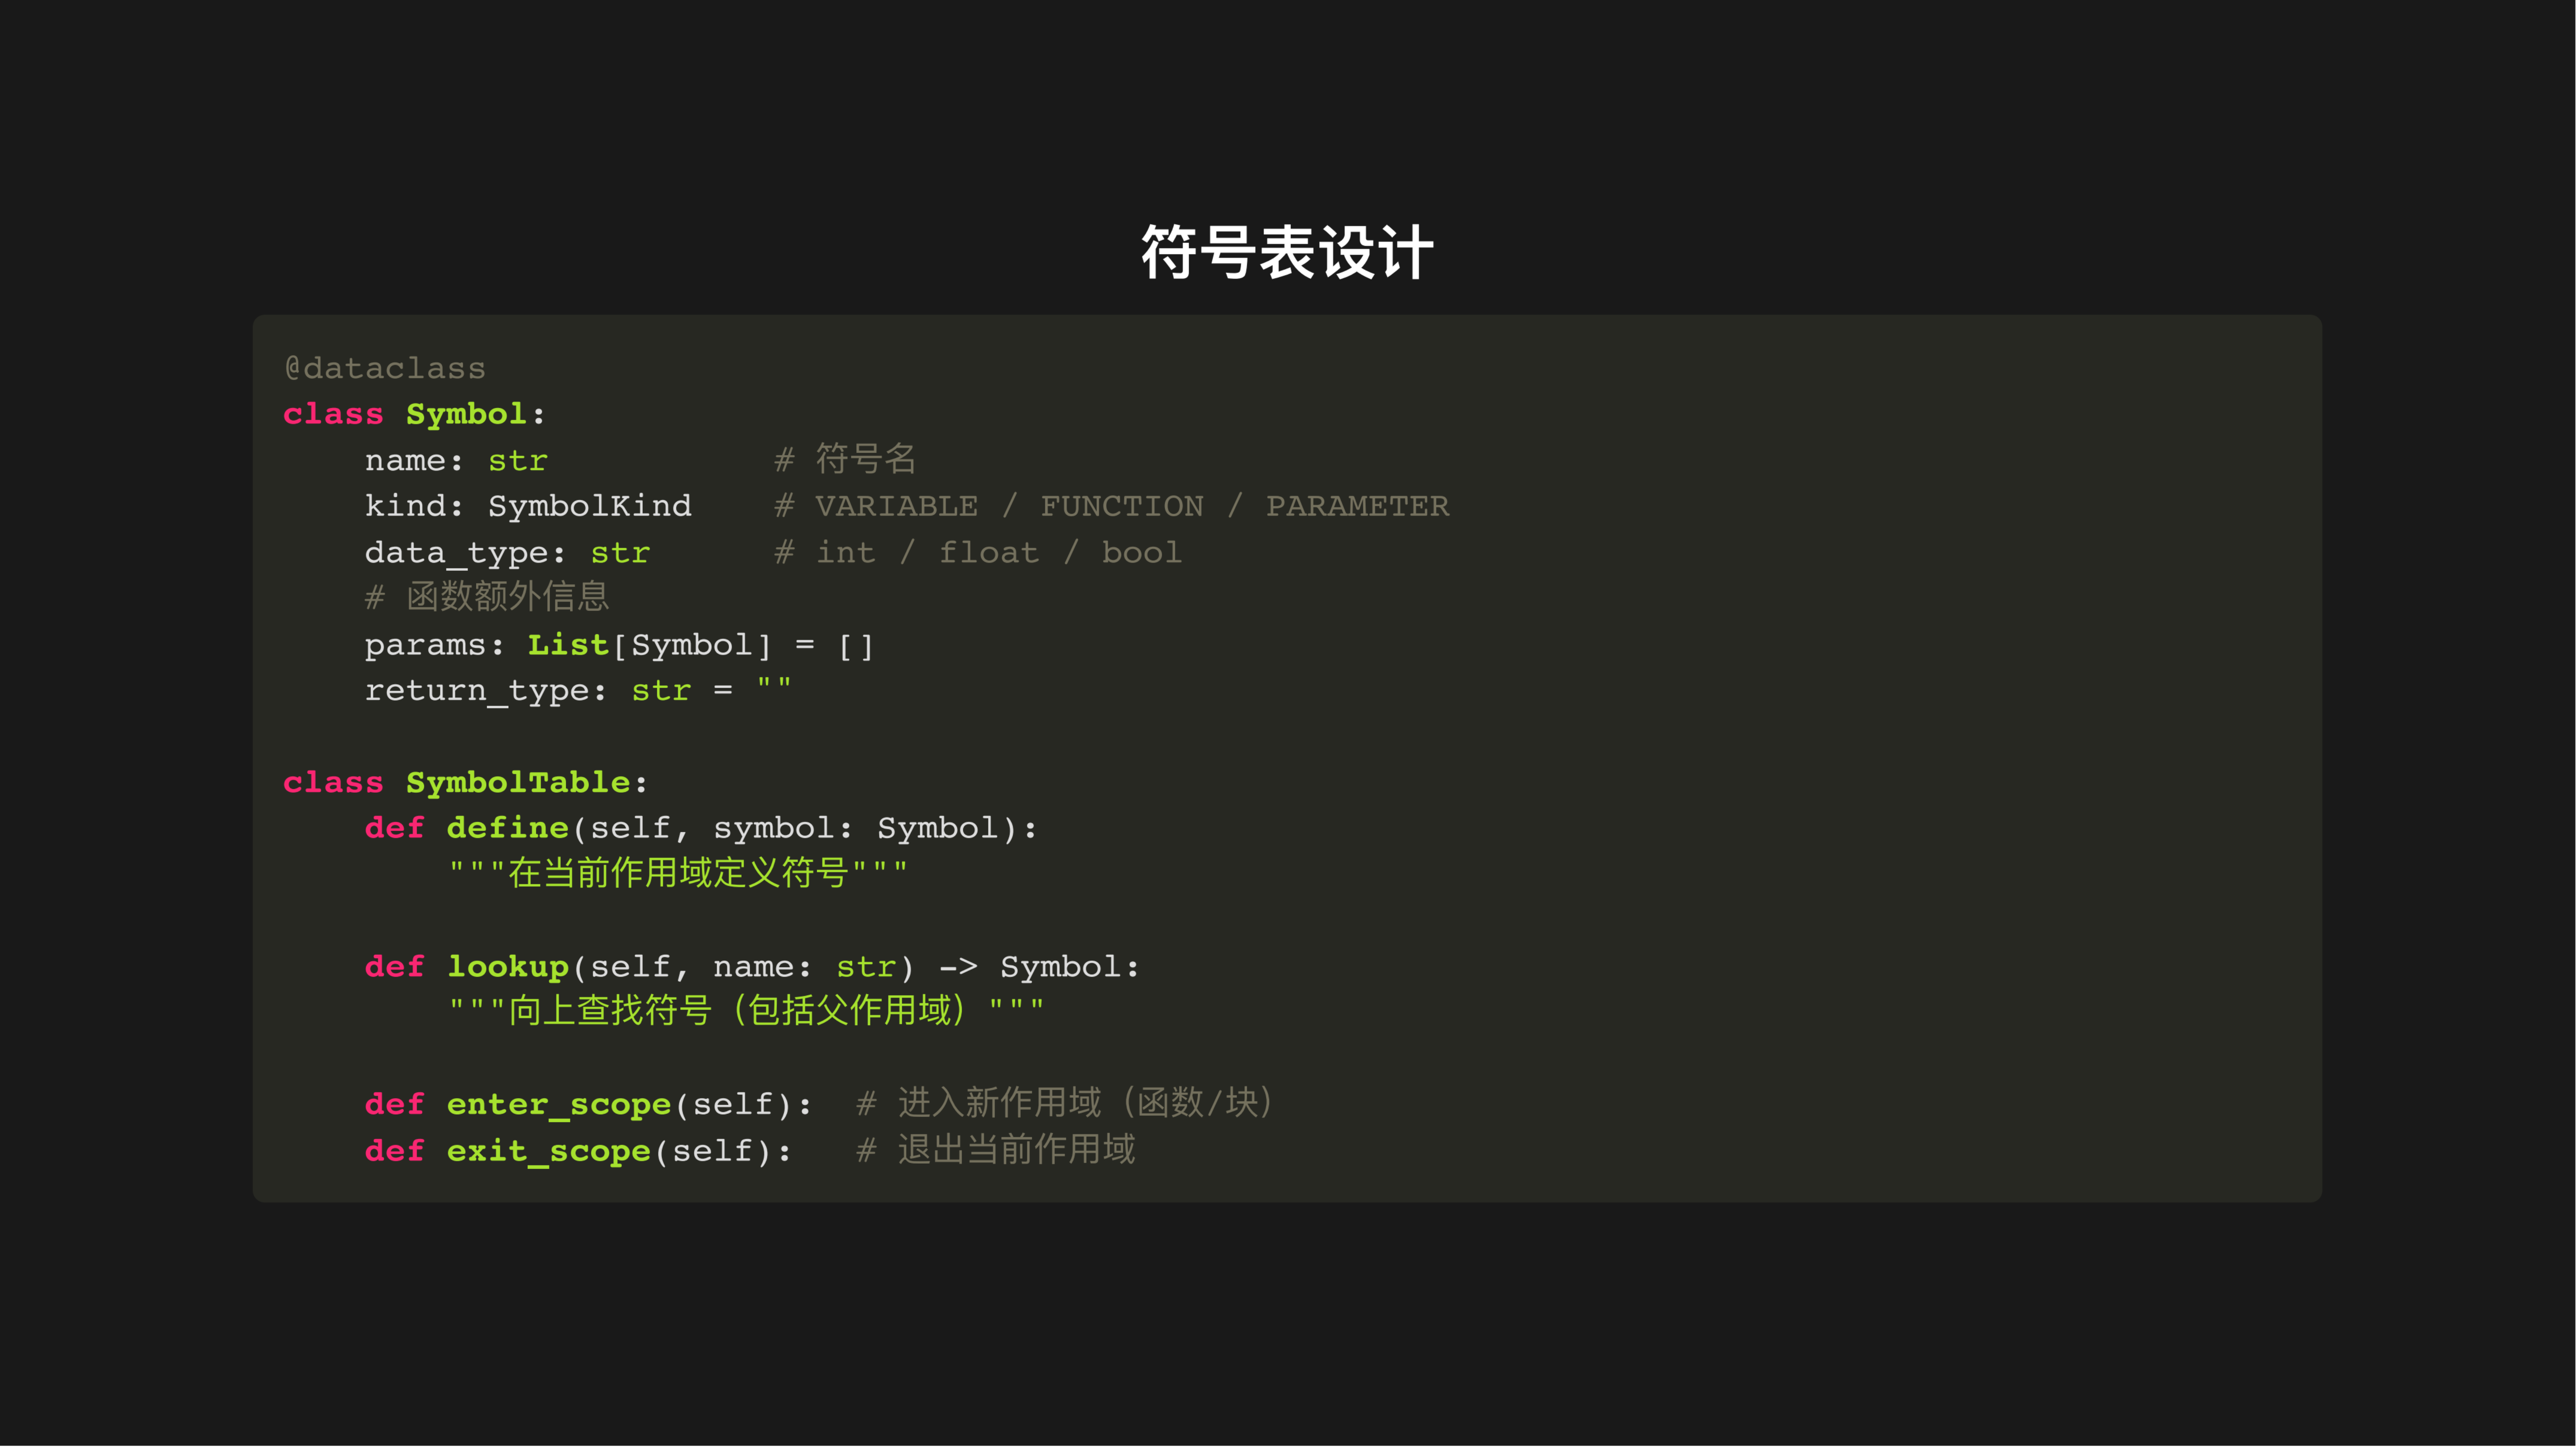 符号表设计
@dataclass
class Symbol:
    name: str           # 符号名
    kind: SymbolKind    # VARIABLE / FUNCTION / PARAMETER
    data_type: str      # int / float / bool
    # 函数额外信息
    params: List[Symbol] = []
    return_type: str = ""

class SymbolTable:
    def define(self, symbol: Symbol):
        """在当前作用域定义符号"""

    def lookup(self, name: str) -> Symbol:
        """向上查找符号（包括父作用域）"""

    def enter_scope(self):  # 进入新作用域（函数/块）
    def exit_scope(self):   # 退出当前作用域